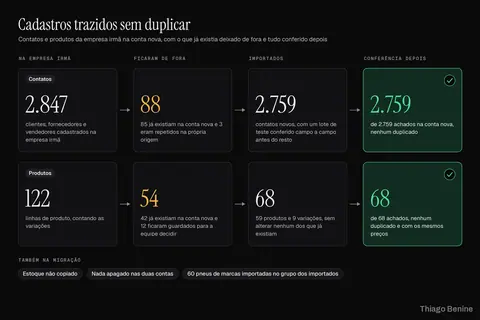 Cadastros trazidos sem duplicar
Contatos e produtos da empresa irmã na conta nova, com o que já existia deixado de fora e tudo conferido depois
NA EMPRESA IRMÃ
FICARAM DE FORA
IMPORTADOS
CONFERÊNCIA DEPOIS
Contatos
2.847
clientes, fornecedores e
vendedores cadastrados na
empresa irmã
88
85 já existiam na conta nova e 3
eram repetidos na própria
origem
2.759
contatos novos, com um lote de
teste conferido campo a campo
antes do resto
2.759
de 2.759 achados na conta nova,
nenhum duplicado
Produtos
122
linhas de produto, contando as
variações
54
42 já existiam na conta nova e
12 ficaram guardados para a
equipe decidir
68
59 produtos e 9 variações, sem
alterar nenhum dos que já
existiam
68
de 68 achados, nenhum
duplicado e com os mesmos
preços
TAMBÉM NA MIGRAÇÃO
Estoque não copiado
Nada apagado nas duas contas
60 pneus de marcas importadas no grupo dos importados
Thiago Benine